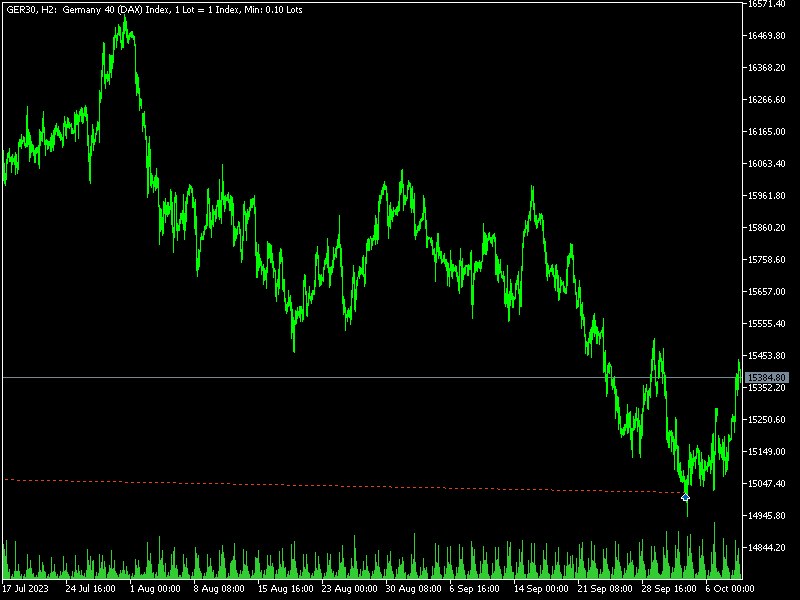 GER30, H2: Germany 40 (DAX) Index, 1 Lot = 1 Index, Min: 0.10 Lots
16571.40
16469.80
16368.20
16266.60
16165.00
16063.40
15961.80
15860.20
15758.60
15657.00
15555.40
15453.80
15384.80
15352.20
15250.60
15149.00
15047.40
14945.80
14844.20
17 Jul 2023
24 Jul 16:00
1 Aug 00:00
8 Aug 08:00
15 Aug 16:00
23 Aug 00:00
30 Aug 08:00
6 Sep 16:00
14 Sep 00:00
21 Sep 08:00
28 Sep 16:00
6 Oct 00:00